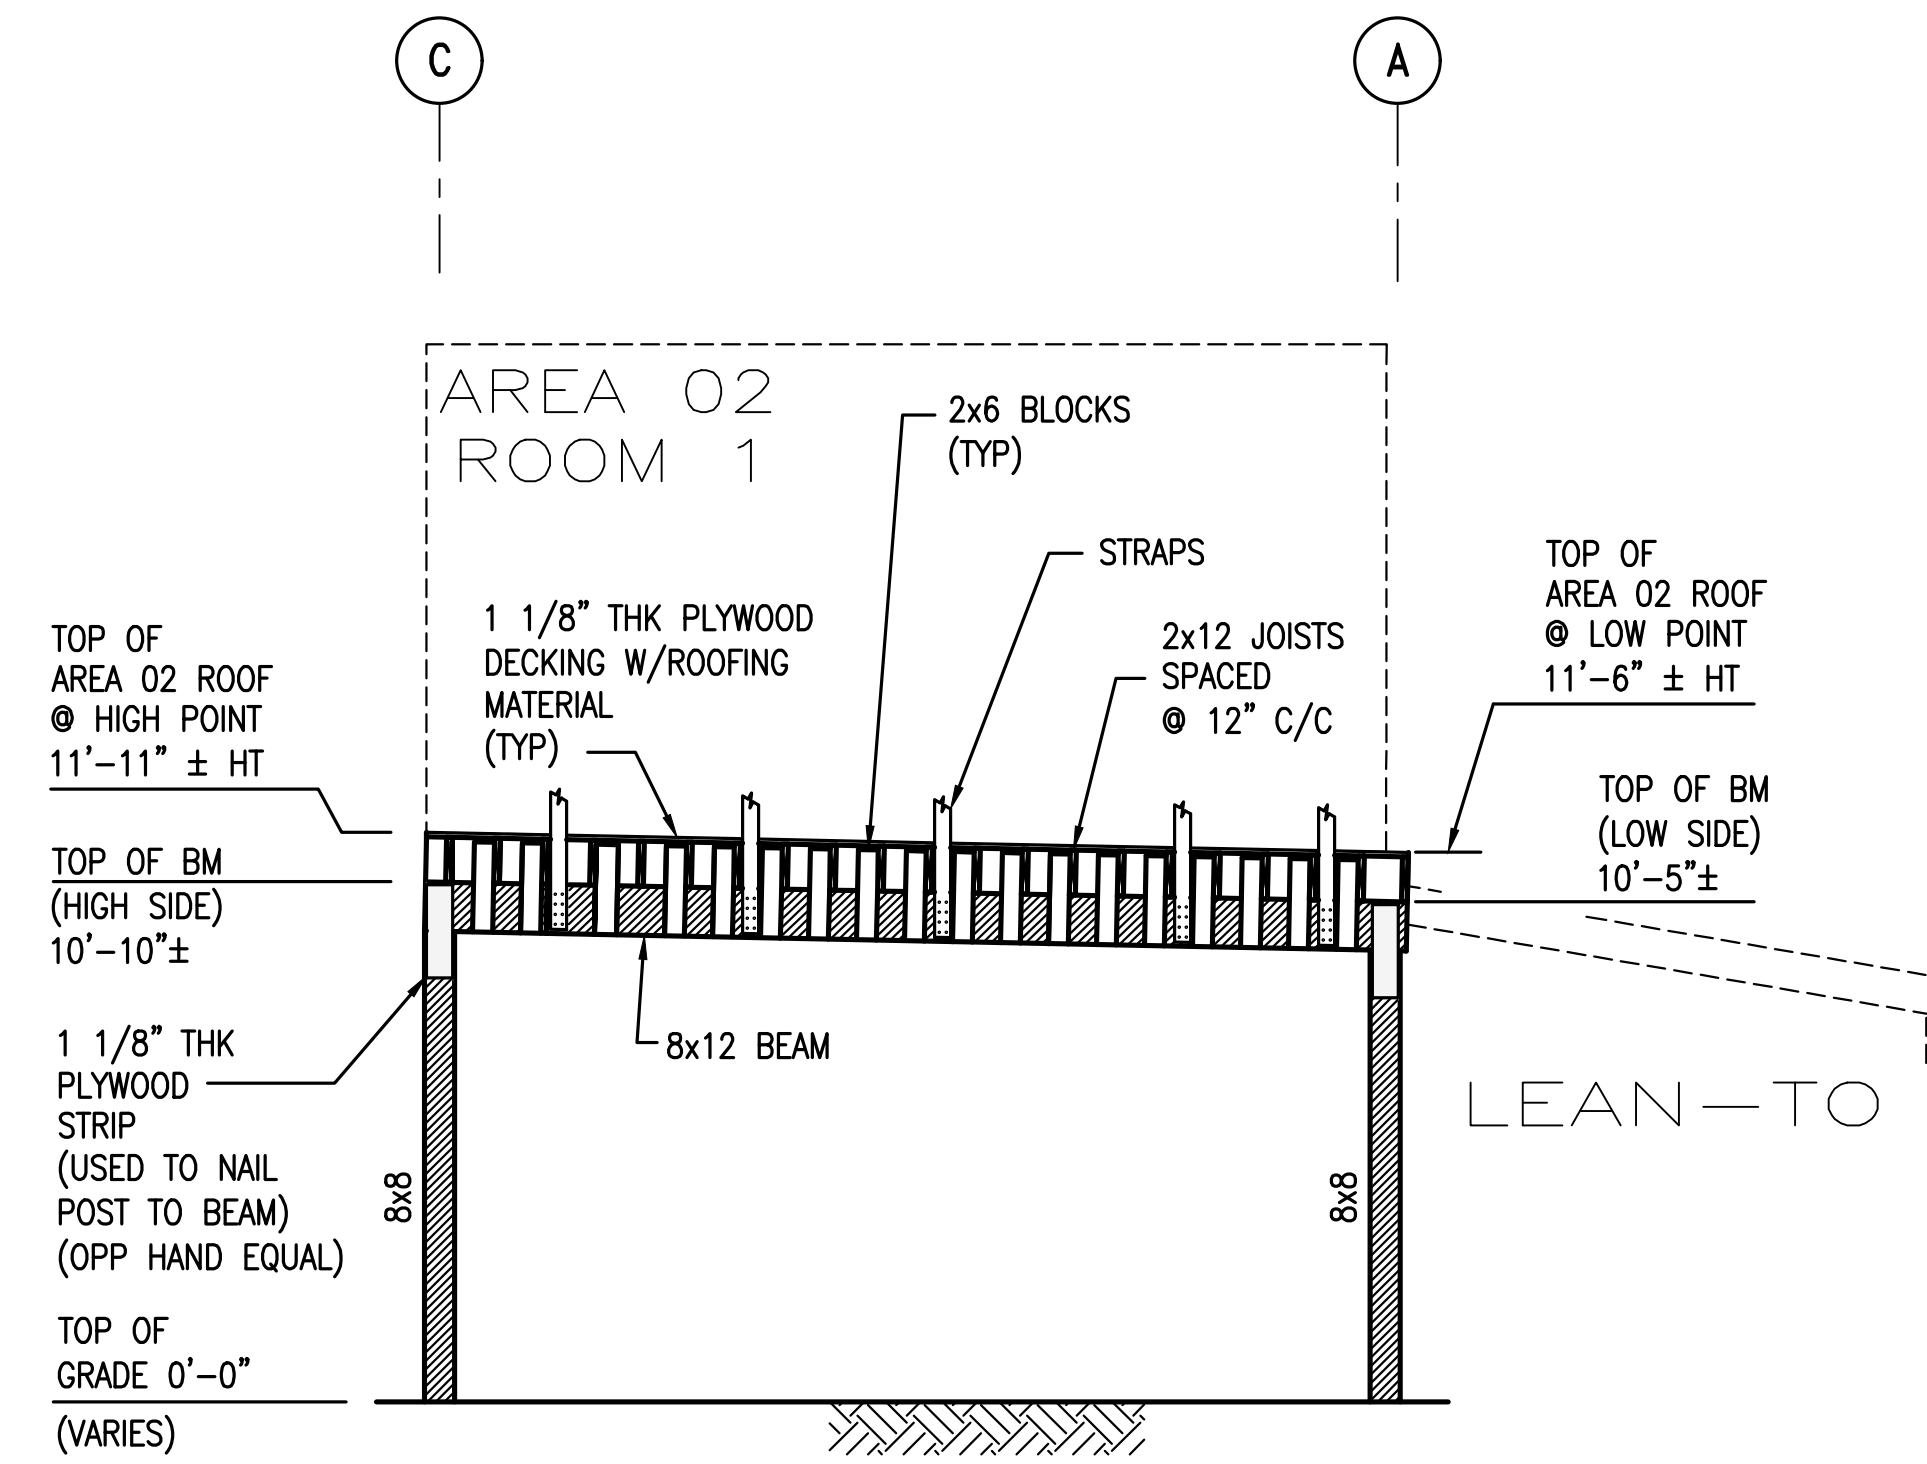 C
A
AREA 02
ROOM 1
2x6 BLOCKS
(TYP)
STRAPS
1 1/8” THK PLYWOOD
DECKING W/ROOFING
MATERIAL
(TYP)
2x12 JOISTS
SPACED
@ 12” C/C
TOP OF
AREA 02 ROOF
@ LOW POINT
11’-6” ± HT
TOP OF
AREA 02 ROOF
@ HIGH POINT
11’-11” ± HT
TOP OF BM
(LOW SIDE)
10’-5”±
TOP OF BM
(HIGH SIDE)
10’-10”±
8x12 BEAM
1 1/8” THK
PLYWOOD
STRIP
(USED TO NAIL
POST TO BEAM)
(OPP HAND EQUAL)
8x8
8x8
LEAN-TO
TOP OF
GRADE 0’-0”
(VARIES)